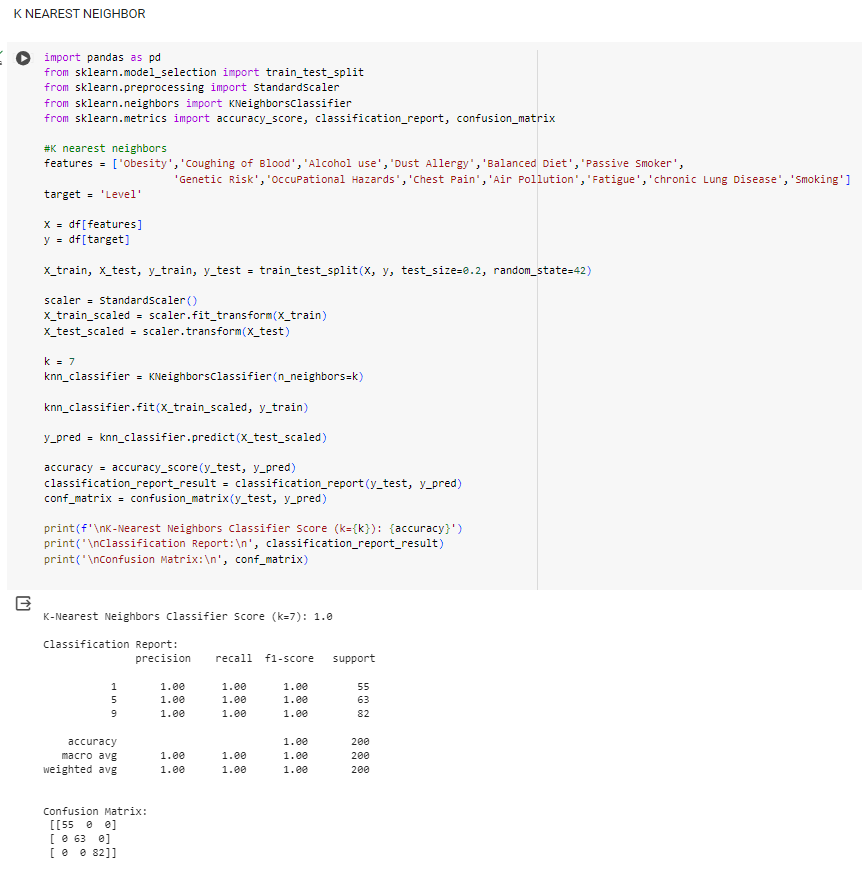 K NEAREST NEIGHBOR
import pandas as pd
from sklearn.model_selection import train_test_split
from sklearn.preprocessing import StandardScaler
from sklearn.neighbors import KNeighborsClassifier
from sklearn.metrics import accuracy_score, classification_report, confusion_matrix
#K nearest neighbors
features = ['Obesity','Coughing of Blood','Alcohol use','Dust Allergy','Balanced Diet','Passive Smoker',
'Genetic Risk','OccuPational Hazards','Chest Pain','Air Pollution','Fatigue','chronic Lung Disease','Smoking']
target = 'Level'
X = df[features]
y = df[target]
X_train, X_test, y_train, y_test = train_test_split(X, y, test_size=0.2, random_state=42)
scaler = StandardScaler()
X_train_scaled = scaler.fit_transform(X_train)
X_test_scaled = scaler.transform(X_test)
k = 7
knn_classifier = KNeighborsClassifier(n_neighbors=k)
knn_classifier.fit(X_train_scaled, y_train)
y_pred = knn_classifier.predict(X_test_scaled)
accuracy = accuracy_score(y_test, y_pred)
classification_report_result = classification_report(y_test, y_pred)
conf_matrix = confusion_matrix(y_test, y_pred)
print(f'\nK-Nearest Neighbors Classifier Score (k={k}): {accuracy}')
print('\nClassification Report:\n', classification_report_result)
print('\nConfusion Matrix:\n', conf_matrix)
K-Nearest Neighbors Classifier Score (k=7): 1.0
Classification Report:
precision recall f1-score support
1 1.00 1.00 1.00 55
5 1.00 1.00 1.00 63
9 1.00 1.00 1.00 82
accuracy 1.00 200
macro avg 1.00 1.00 1.00 200
weighted avg 1.00 1.00 1.00 200
Confusion Matrix:
[[55 0 0]
[ 0 63 0]
[ 0 0 82]]